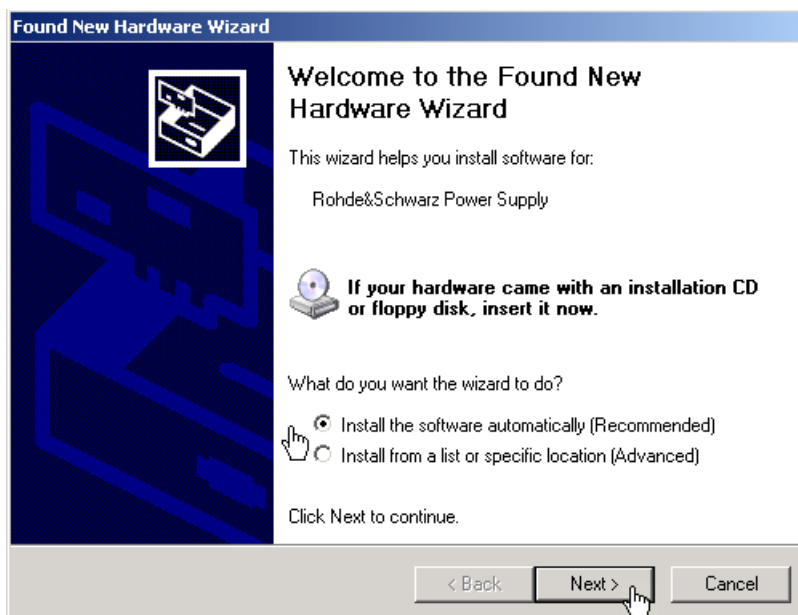 Found New Hardware Wizard
Welcome to the Found New
Hardware Wizard
This wizard helps you install software for:
Rohde&Schwarz Power Supply
If your hardware came with an installation CD
or floppy disk, insert it now.
What do you want the wizard to do?
Install the software automatically (Recommended)
Install from a list or specific location (Advanced)
Click Next to continue.
< Back Next > Cancel